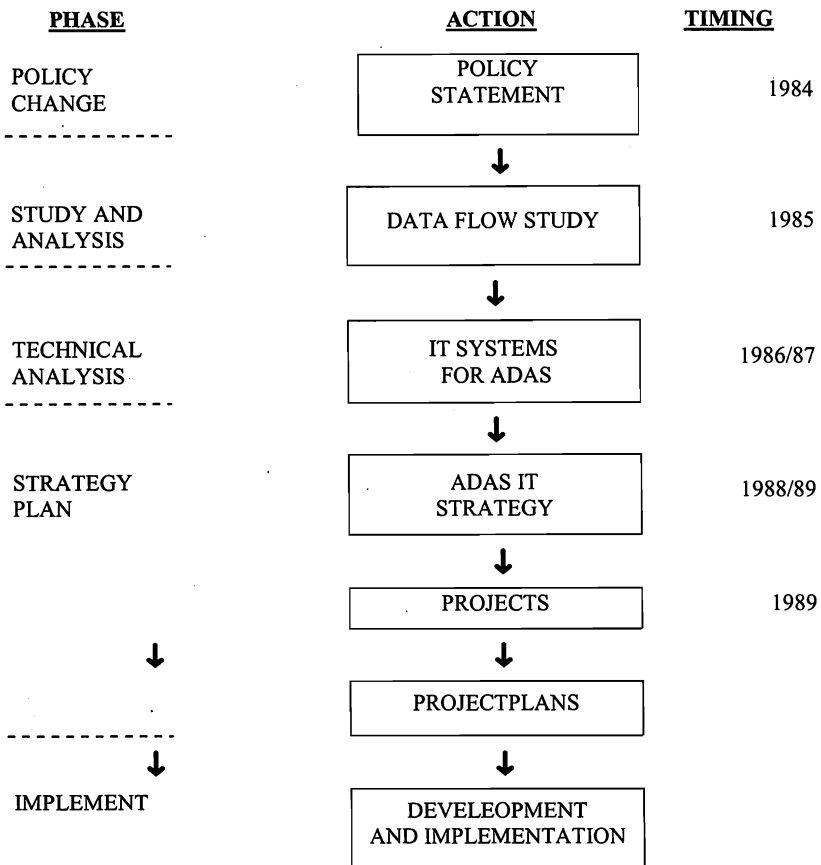 PHASE ACTION TIMING
POLICY
CHANGE
POLICY
STATEMENT
1984
STUDY AND
ANALYSIS
DATA FLOW STUDY
1985
TECHNICAL
ANALYSIS
IT SYSTEMS
FOR ADAS
1986/87
STRATEGY
PLAN
ADAS IT
STRATEGY
1988/89
PROJECTS
1989
PROJECTPLANS
IMPLEMENT
DEVELEOPMENT
AND IMPLEMENTATION